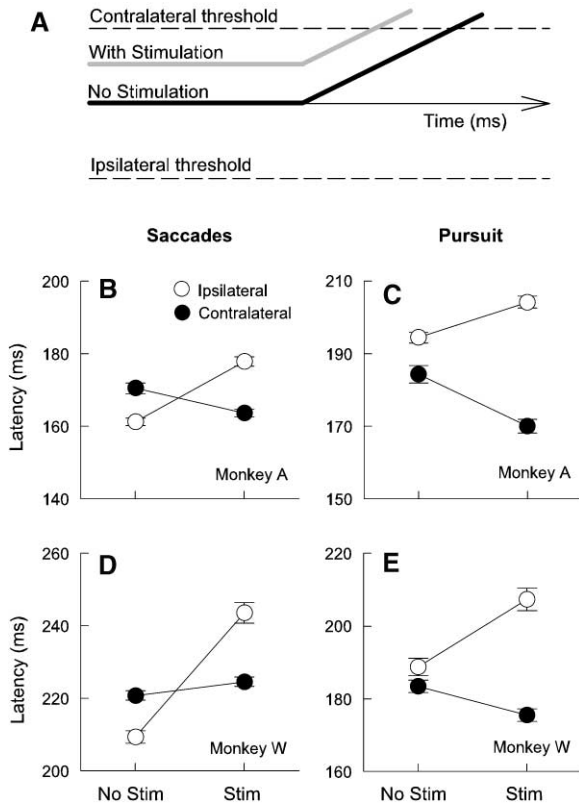 A
Contralateral threshold
With Stimulation
No Stimulation
Time (ms)
Ipsilateral threshold
Saccades
Pursuit
B
Ipsilateral
Contralateral
200
180
160
140
Latency (ms)
Monkey A
C
210
190
170
150
Monkey A
D
260
240
220
200
Latency (ms)
Monkey W
No Stim
Stim
E
220
200
180
160
Monkey W
No Stim
Stim